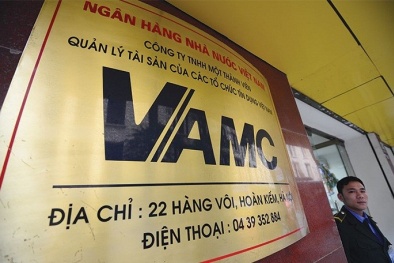 NGÂN HÀNG NHÀ NƯỚC VIỆT NAM
CÔNG TY TNHH MỘT THÀNH VIÊN
QUẢN LÝ TÀI SẢN CỦA CÁC TỔ CHỨC TÍN DỤNG VIỆT NAM
VAMC
ĐỊA CHỈ : 22 HÀNG VÔI, HOÀN KIẾM, HÀ NỘI
ĐIỆN THOẠI : 04 39 352 884